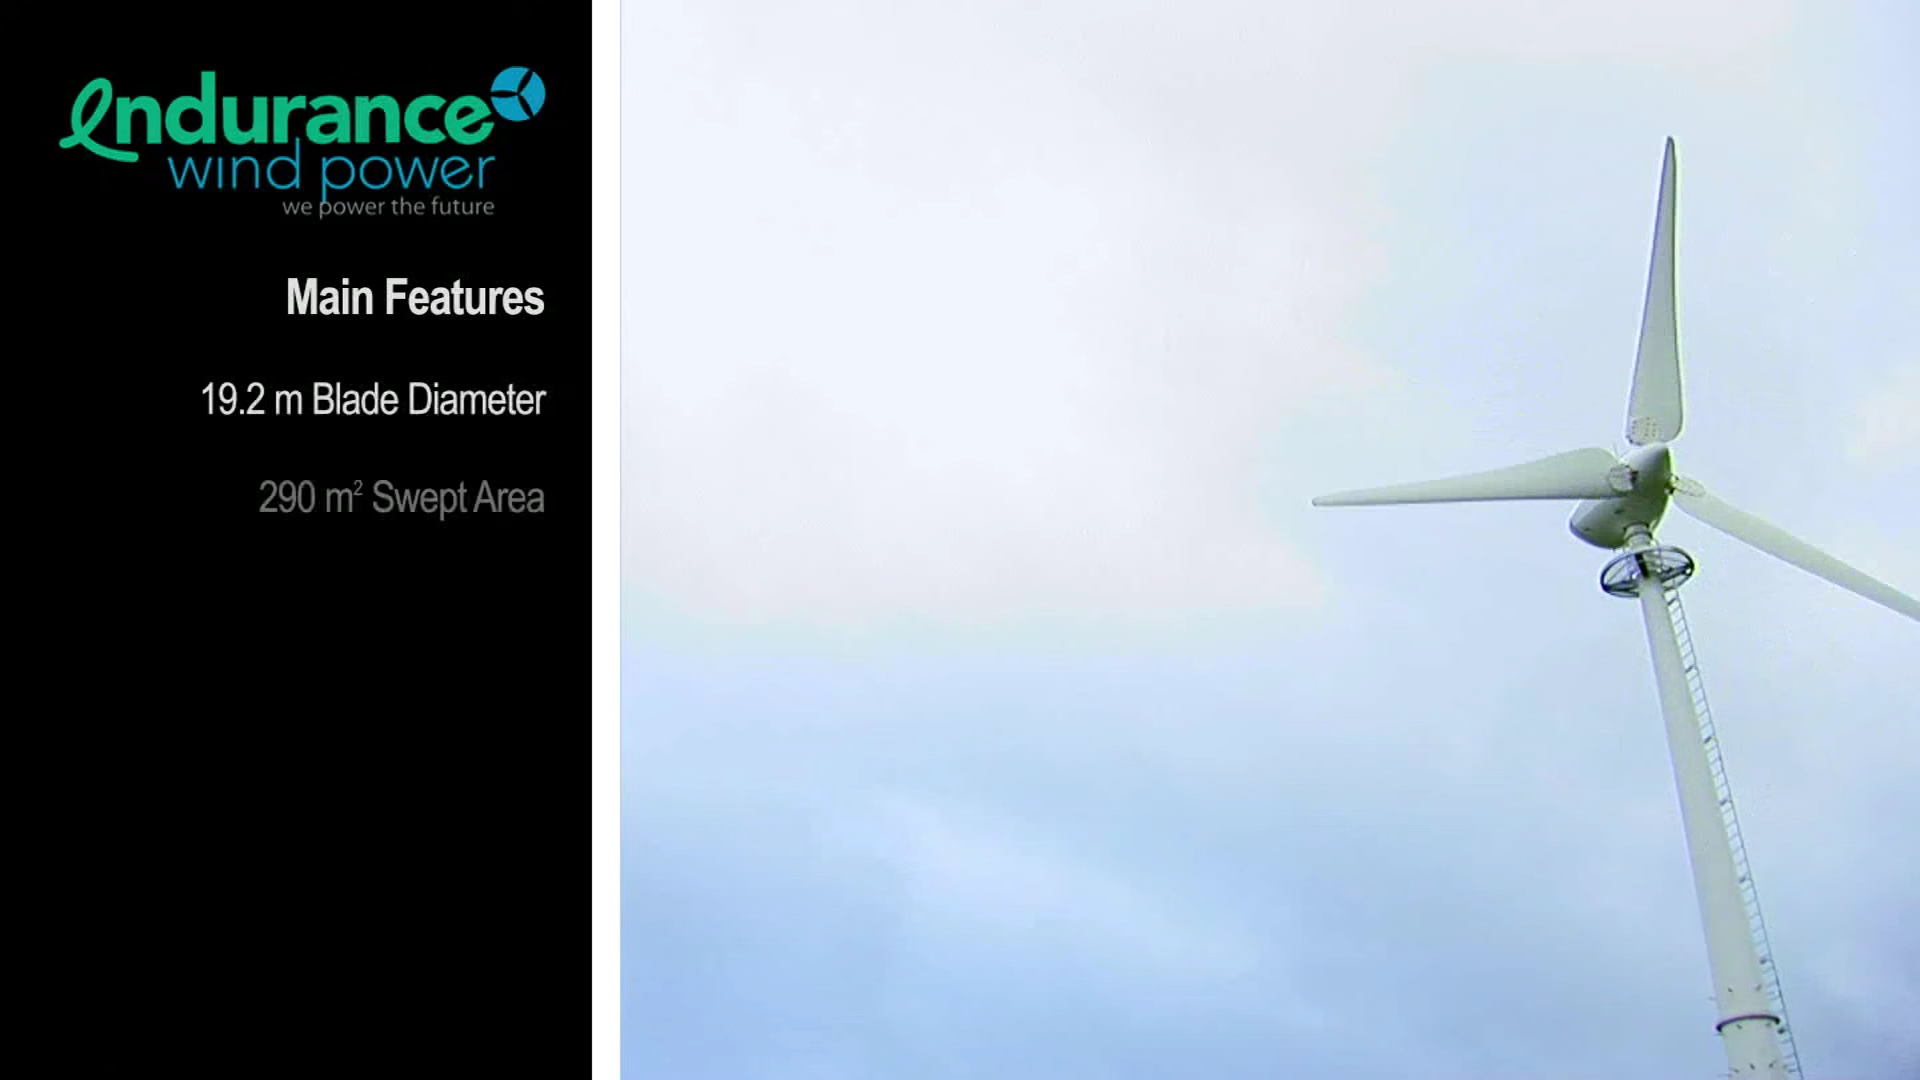 endurance
wind power
we power the future
Main Features
19.2 m Blade Diameter
290 m² Swept Area